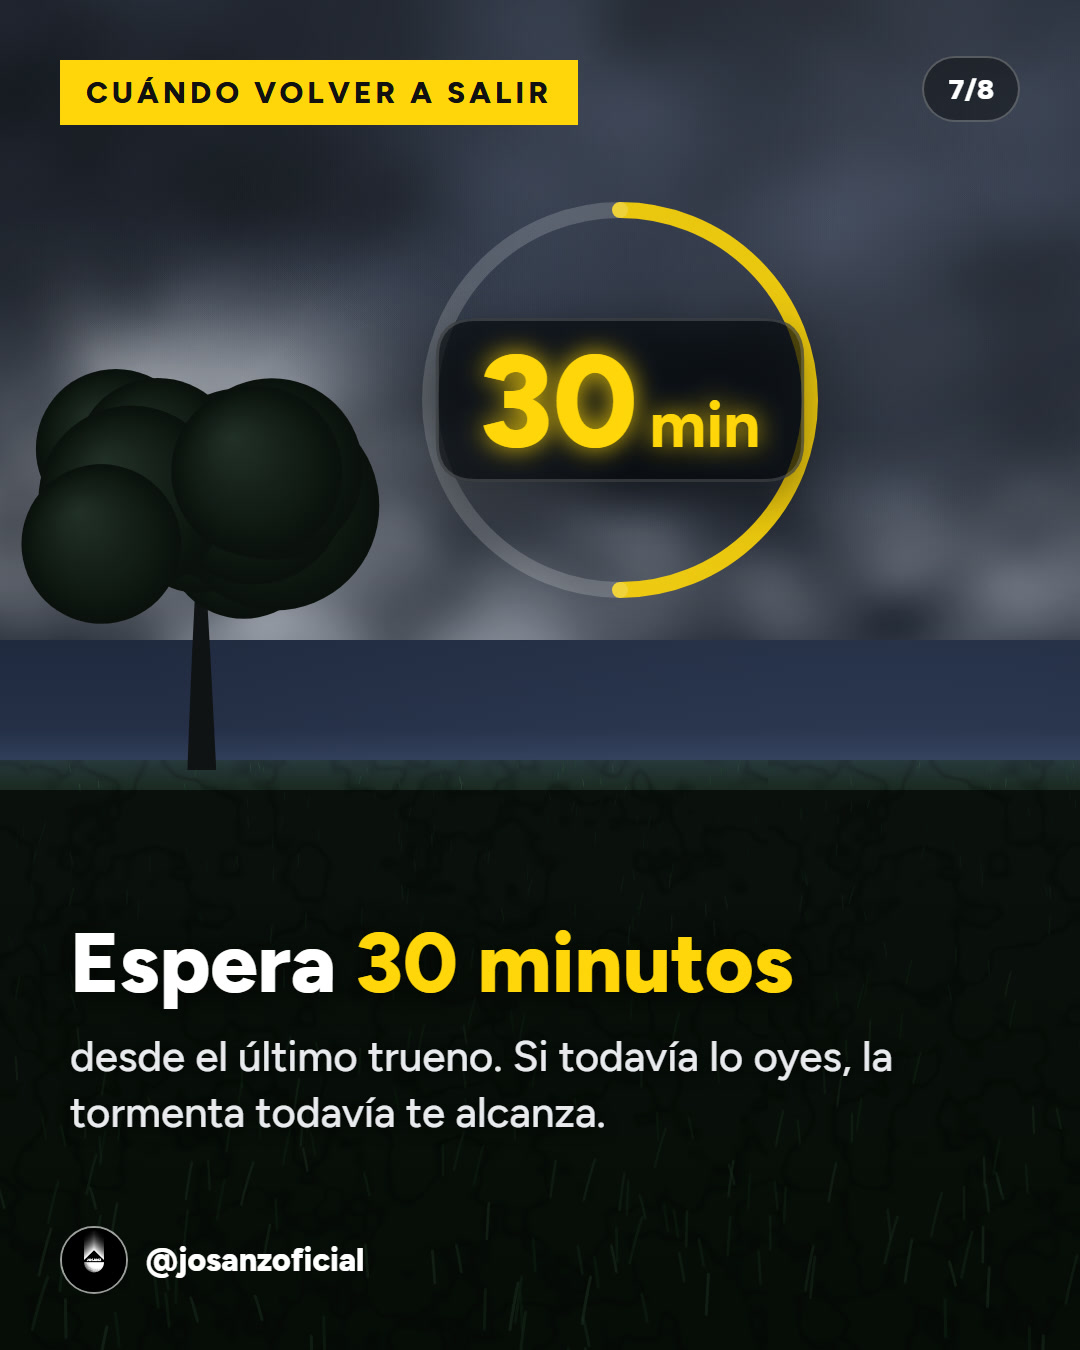 CUÁNDO VOLVER A SALIR
7/8
30 min
Espera 30 minutos
desde el último trueno. Si todavía lo oyes, la
tormenta todavía te alcanza.
@josanzoficial